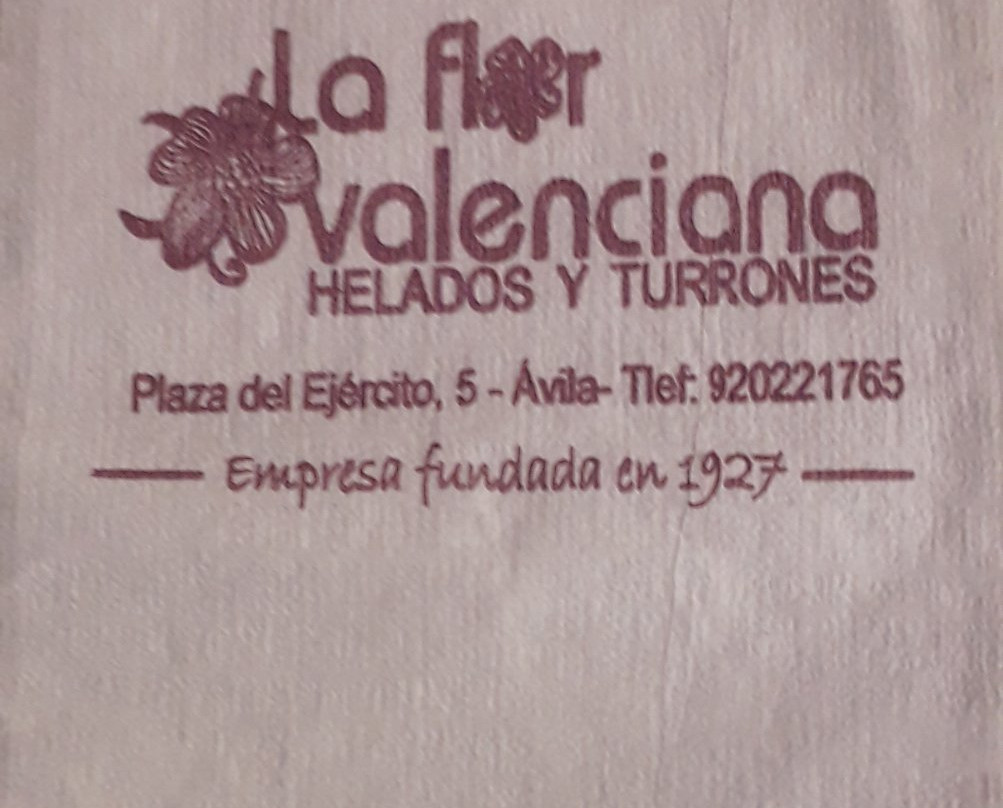 La flor
valenciana
HELADOS Y TURRONES
Plaza del Ejército, 5 - Ávila- Tlef: 920221765
Empresa fundada en 1927